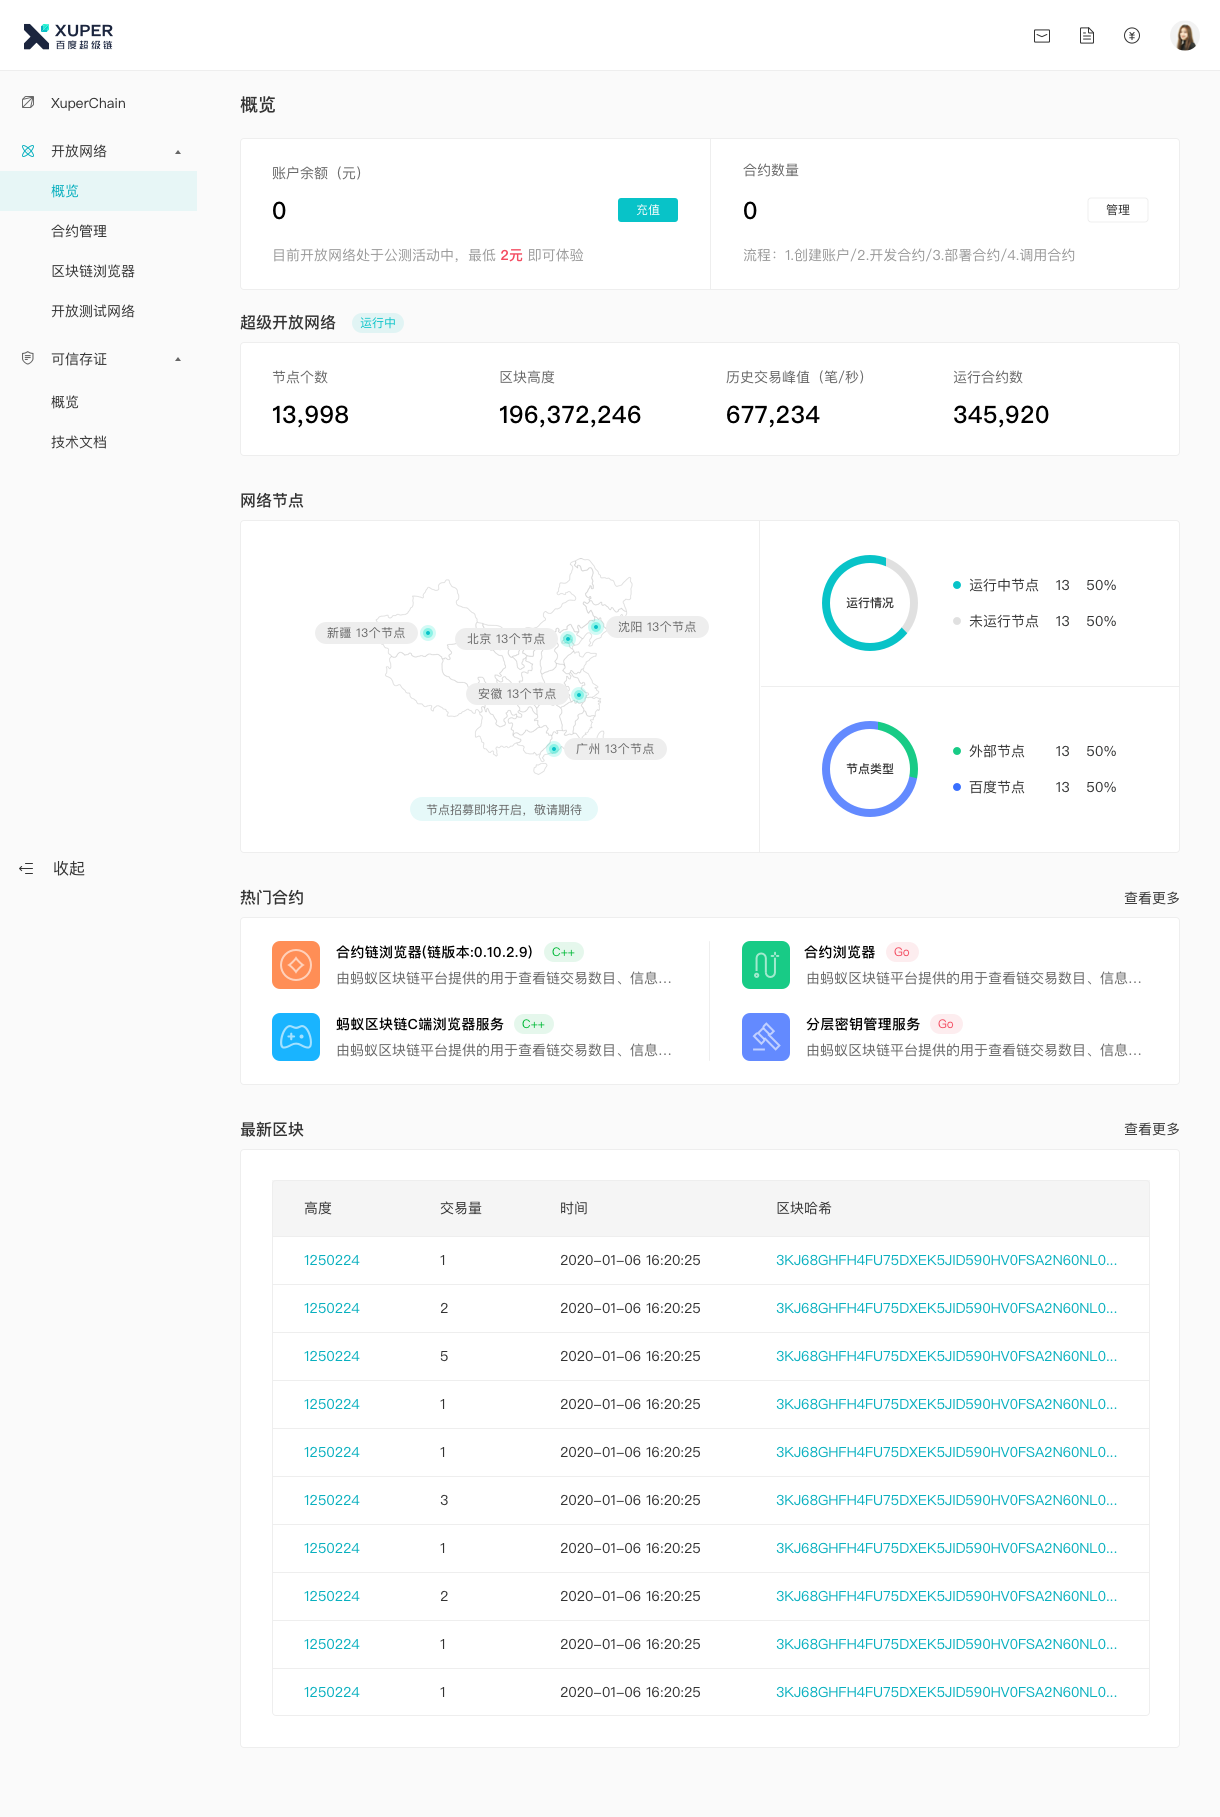 XUPER
百度超级链
XuperChain
开放网络
概览
合约管理
区块链浏览器
开放测试网络
可信存证
概览
技术文档
收起
概览
账户余额（元）
0
充值
目前开放网络处于公测活动中，最低 2元 即可体验
合约数量
0
管理
流程：1.创建账户/2.开发合约/3.部署合约/4.调用合约
超级开放网络 运行中
节点个数 区块高度 历史交易峰值（笔/秒） 运行合约数
13,998 196,372,246 677,234 345,920
网络节点
新疆 13个节点
北京 13个节点
沈阳 13个节点
安徽 13个节点
广州 13个节点
节点招募即将开启，敬请期待
运行情况
运行中节点 13 50%
未运行节点 13 50%
节点类型
外部节点 13 50%
百度节点 13 50%
热门合约 查看更多
合约链浏览器(链版本:0.10.2.9) C++
由蚂蚁区块链平台提供的用于查看链交易数目、信息...
合约浏览器 Go
由蚂蚁区块链平台提供的用于查看链交易数目、信息...
蚂蚁区块链C端浏览器服务 C++
由蚂蚁区块链平台提供的用于查看链交易数目、信息...
分层密钥管理服务 Go
由蚂蚁区块链平台提供的用于查看链交易数目、信息...
最新区块 查看更多
高度 交易量 时间 区块哈希
1250224 1 2020-01-06 16:20:25 3KJ68GHFH4FU75DXEK5JID590HV0FSA2N60NL0...
1250224 2 2020-01-06 16:20:25 3KJ68GHFH4FU75DXEK5JID590HV0FSA2N60NL0...
1250224 5 2020-01-06 16:20:25 3KJ68GHFH4FU75DXEK5JID590HV0FSA2N60NL0...
1250224 1 2020-01-06 16:20:25 3KJ68GHFH4FU75DXEK5JID590HV0FSA2N60NL0...
1250224 1 2020-01-06 16:20:25 3KJ68GHFH4FU75DXEK5JID590HV0FSA2N60NL0...
1250224 3 2020-01-06 16:20:25 3KJ68GHFH4FU75DXEK5JID590HV0FSA2N60NL0...
1250224 1 2020-01-06 16:20:25 3KJ68GHFH4FU75DXEK5JID590HV0FSA2N60NL0...
1250224 2 2020-01-06 16:20:25 3KJ68GHFH4FU75DXEK5JID590HV0FSA2N60NL0...
1250224 1 2020-01-06 16:20:25 3KJ68GHFH4FU75DXEK5JID590HV0FSA2N60NL0...
1250224 1 2020-01-06 16:20:25 3KJ68GHFH4FU75DXEK5JID590HV0FSA2N60NL0...